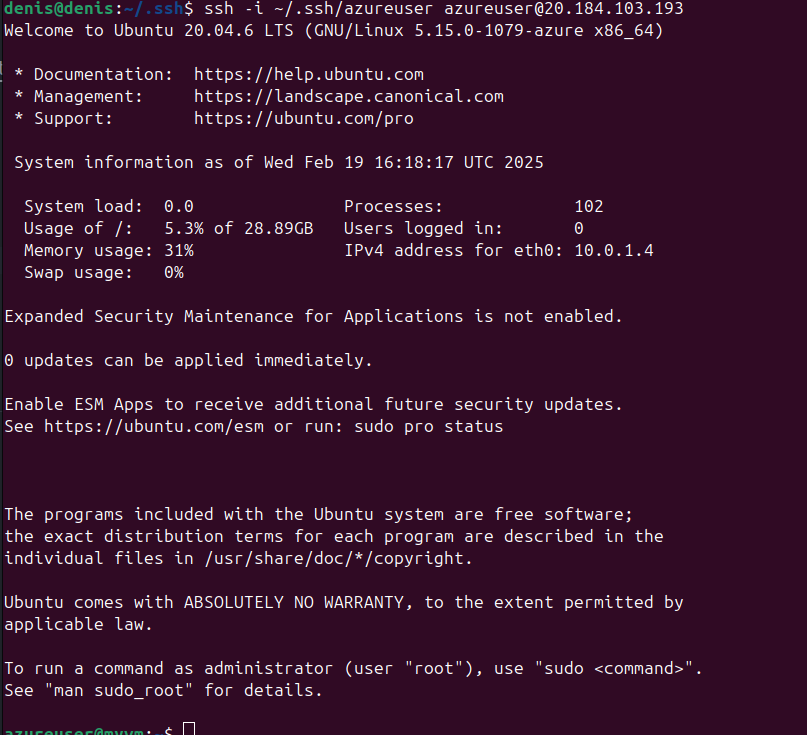 denis@denis:~/.ssh$ ssh -i ~/.ssh/azureuser azureuser@20.184.103.193
Welcome to Ubuntu 20.04.6 LTS (GNU/Linux 5.15.0-1079-azure x86_64)
* Documentation:  https://help.ubuntu.com
* Management:     https://landscape.canonical.com
* Support:        https://ubuntu.com/pro
System information as of Wed Feb 19 16:18:17 UTC 2025
System load:  0.0               Processes:             102
Usage of /:   5.3% of 28.89GB   Users logged in:       0
Memory usage: 31%               IPv4 address for eth0: 10.0.1.4
Swap usage:   0%
Expanded Security Maintenance for Applications is not enabled.
0 updates can be applied immediately.
Enable ESM Apps to receive additional future security updates.
See https://ubuntu.com/esm or run: sudo pro status
The programs included with the Ubuntu system are free software;
the exact distribution terms for each program are described in the
individual files in /usr/share/doc/*/copyright.
Ubuntu comes with ABSOLUTELY NO WARRANTY, to the extent permitted by
applicable law.
To run a command as administrator (user "root"), use "sudo <command>".
See "man sudo_root" for details.
azureuser@myvm:~$